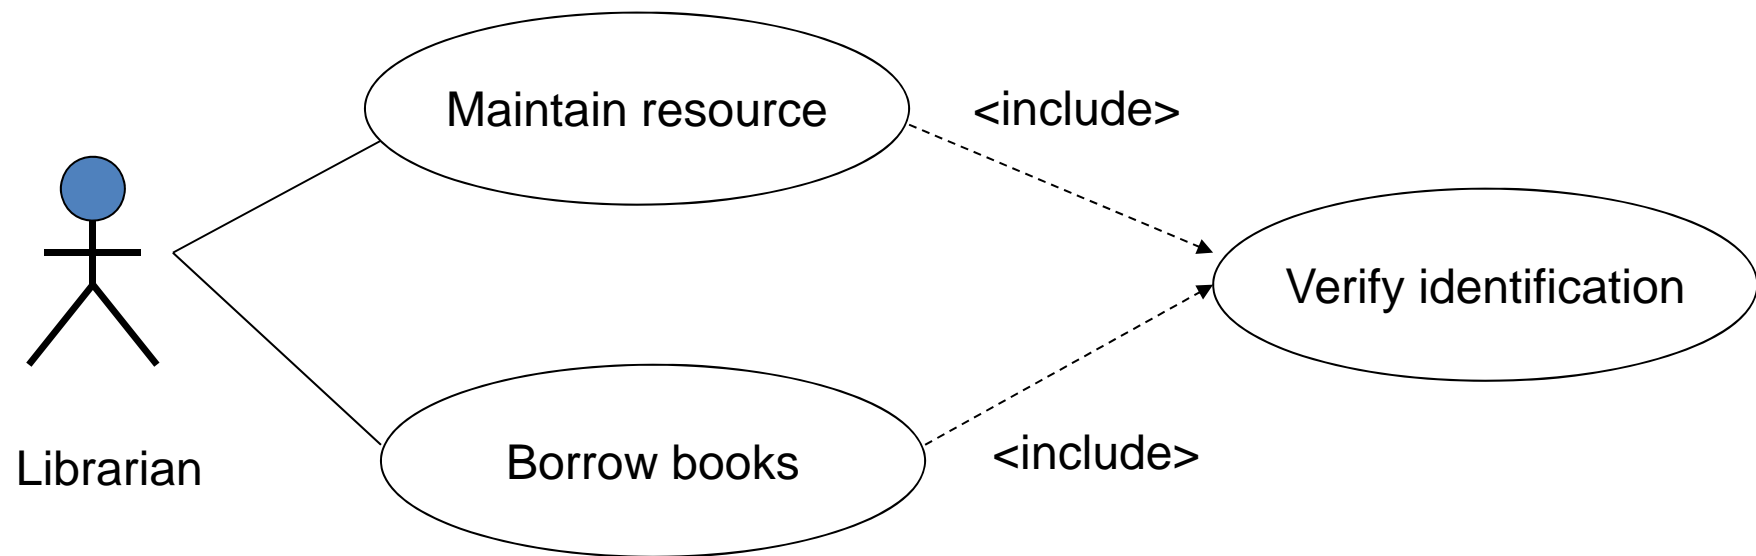 Maintain resource
<include>
Verify identification
Librarian
Borrow books
<include>